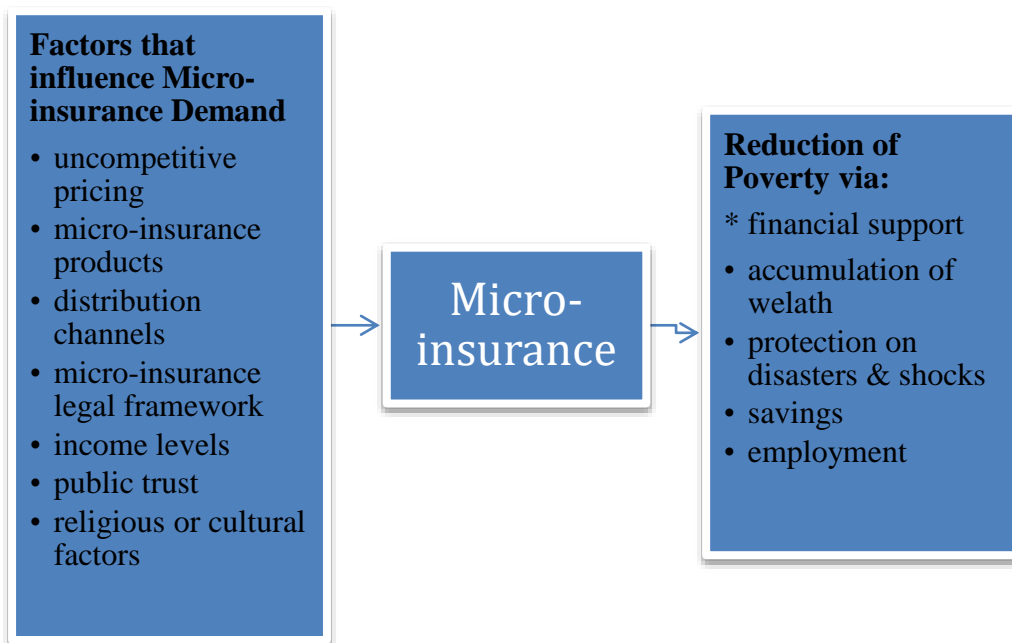 Factors that
influence Micro-
insurance Demand
• uncompetitive
pricing
• micro-insurance
products
• distribution
channels
• micro-insurance
legal framework
• income levels
• public trust
• religious or cultural
factors
Micro-
insurance
Reduction of
Poverty via:
* financial support
• accumulation of
welath
• protection on
disasters & shocks
• savings
• employment